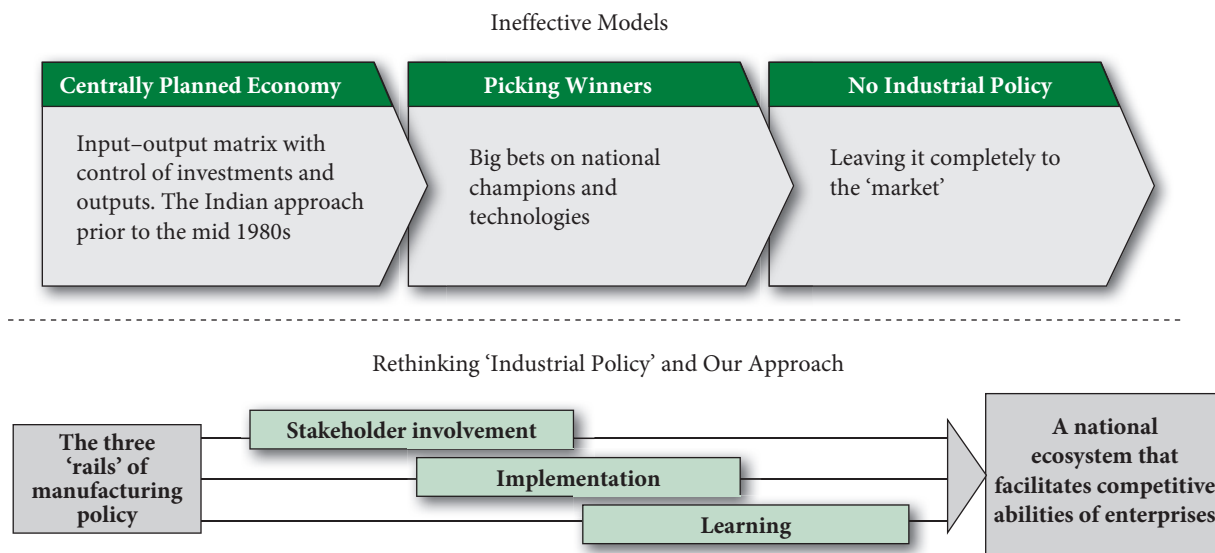 Ineffective Models
Centrally Planned Economy
Input–output matrix with
control of investments and
outputs. The Indian approach
prior to the mid 1980s
Picking Winners
Big bets on national
champions and
technologies
No Industrial Policy
Leaving it completely to
the ‘market’
Rethinking ‘Industrial Policy’ and Our Approach
The three
‘rails’ of
manufacturing
policy
Stakeholder involvement
Implementation
Learning
A national
ecosystem that
facilitates competitive
abilities of enterprises